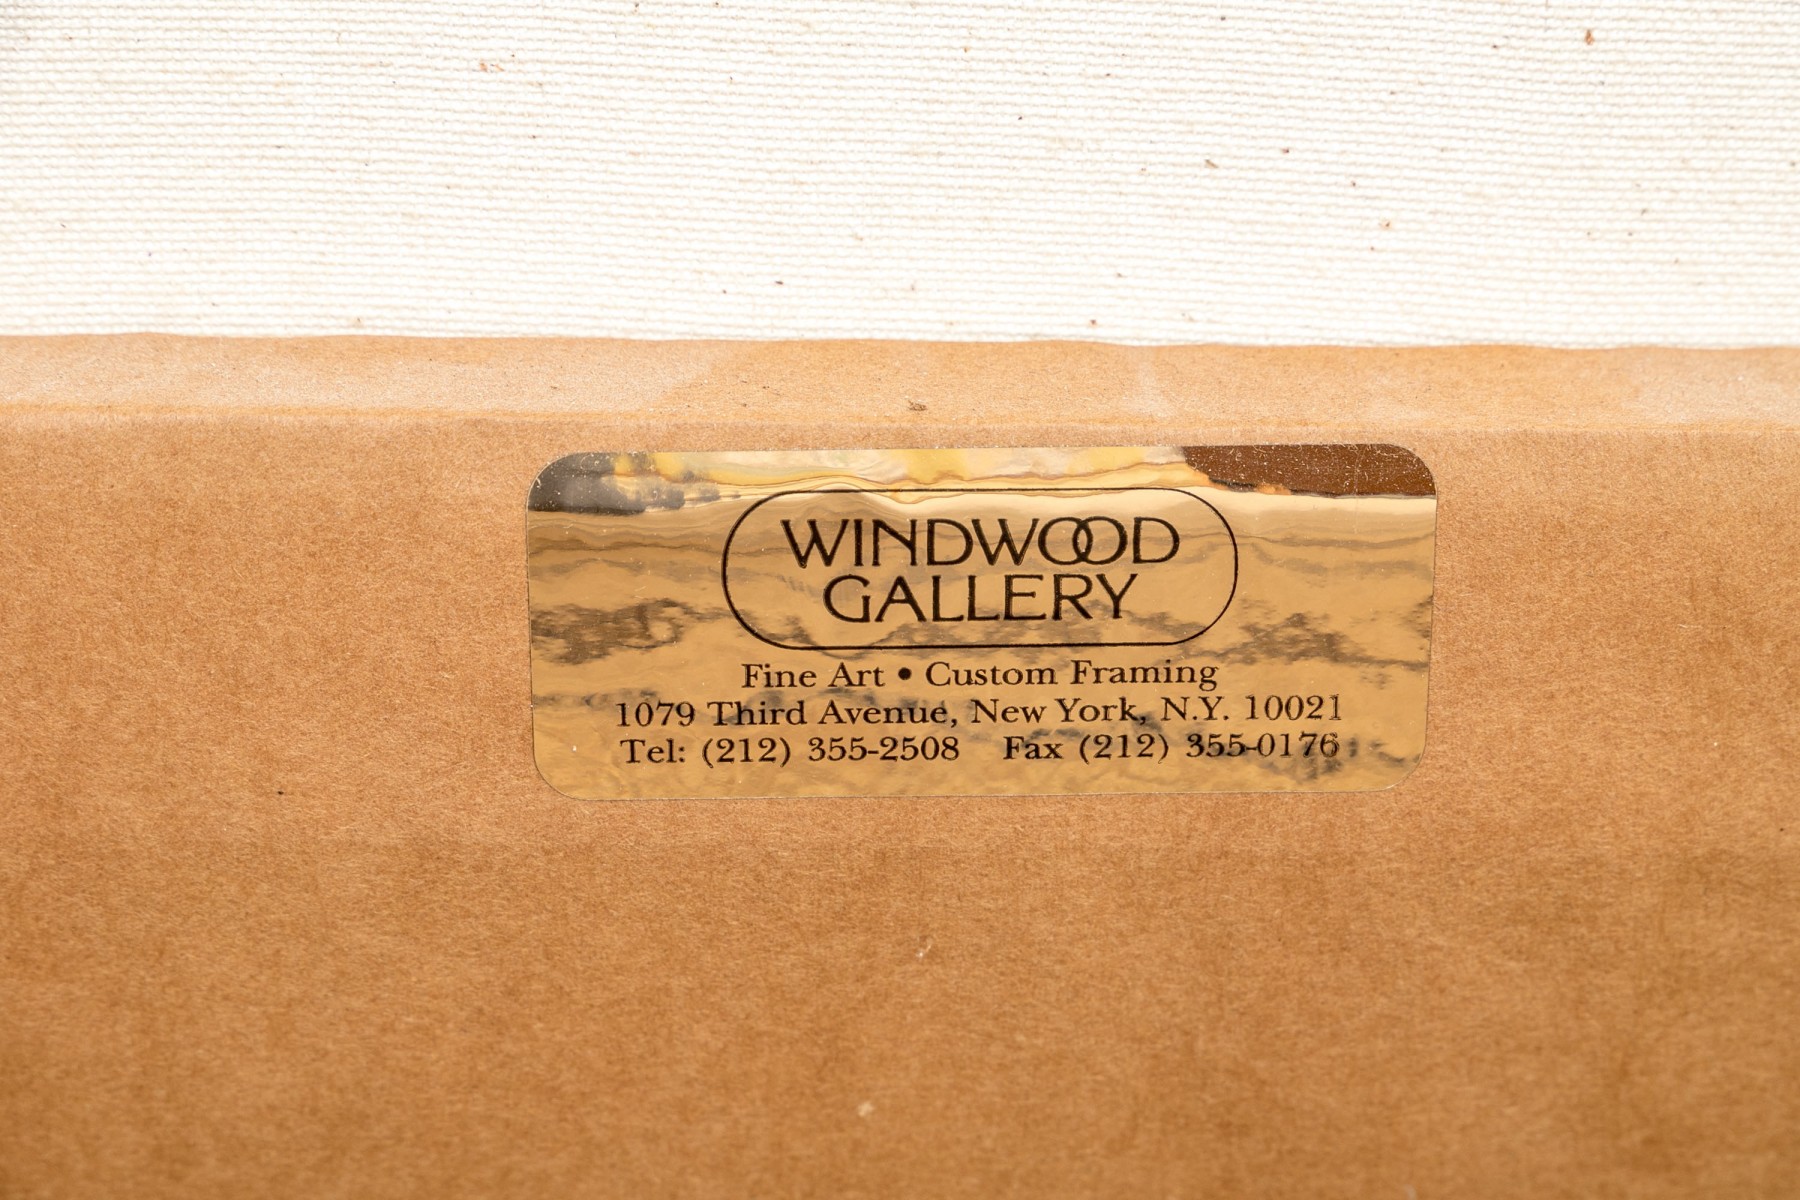 WINDWOOD
GALLERY
Fine Art • Custom Framing
1079 Third Avenue, New York, N.Y. 10021
Tel: (212) 355-2508 Fax (212) 355-0176